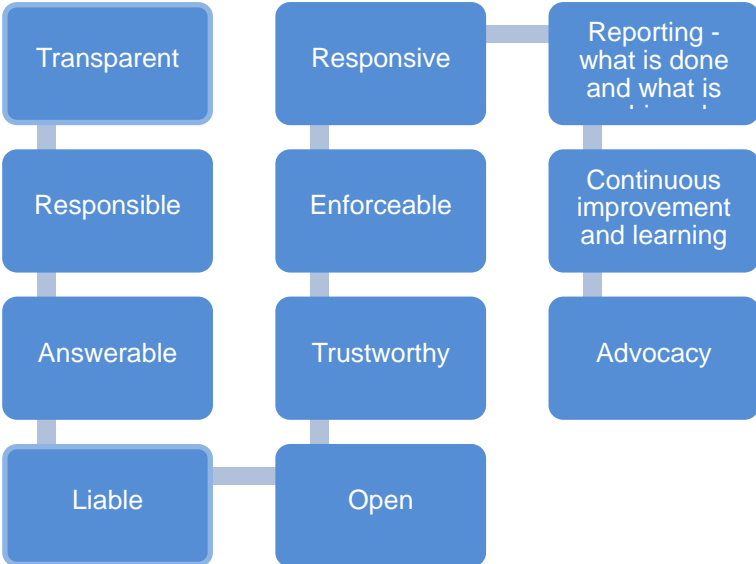 Transparent
Responsible
Answerable
Liable
Open
Trustworthy
Enforceable
Responsive
Reporting -
what is done
and what is
Continuous
improvement
and learning
Advocacy